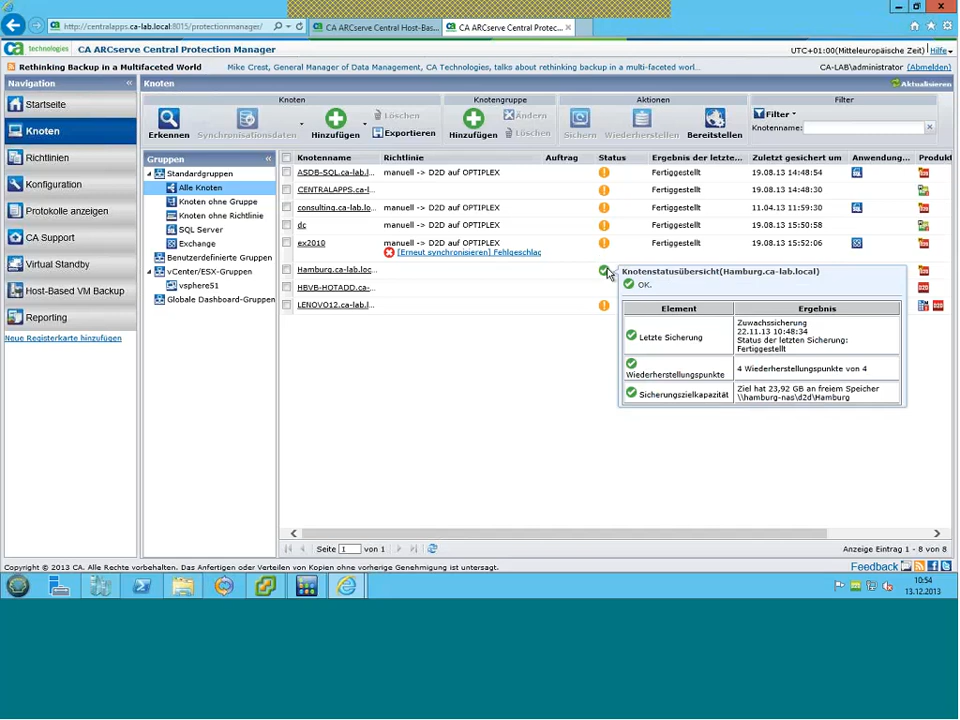 http://centralapps.ca-lab.local:8015/protectionmanager/
CA ARCserve Central Host-Bas...
CA ARCserve Central Protec...
technologies
CA ARCserve Central Protection Manager
UTC+01:00(Mitteleuropäische Zeit)
Hilfe
Rethinking Backup in a Multifaceted World
Mike Crest, General Manager of Data Management, CA Technologies, talks about rethinking backup in a multi-faceted worl...
CA-LAB\administrator
(Abmelden)
Navigation
Knoten
Aktualisieren
Startseite
Knoten
Richtlinien
Konfiguration
Protokolle anzeigen
CA Support
Virtual Standby
Host-Based VM Backup
Reporting
Neue Registerkarte hinzufügen
Knoten
Knotengruppe
Aktionen
Filter
Erkennen
Synchronisationsdaten
Hinzufügen
Löschen
Exportieren
Hinzufügen
Ändern
Löschen
Sichern
Wiederherstellen
Bereitstellen
Filter
Knotenname:
Gruppen
Standardgruppen
Alle Knoten
Knoten ohne Gruppe
Knoten ohne Richtlinie
SQL Server
Exchange
Benutzerdefinierte Gruppen
vCenter/ESX-Gruppen
vsphere51
Globale Dashboard-Gruppen
Knotenname Richtlinie Auftrag Status Ergebnis der letzte... Zuletzt gesichert um Anwendung... Produkt
ASDB-SQL.ca-lab.l... manuell -> D2D auf OPTIPLEX Fertiggestellt 19.08.13 14:48:54
CENTRALAPPS.ca-l... Fertiggestellt 19.08.13 14:48:30
consulting.ca-lab.lo... manuell -> D2D auf OPTIPLEX Fertiggestellt 11.04.13 11:59:30
dc manuell -> D2D auf OPTIPLEX Fertiggestellt 19.08.13 15:50:58
ex2010 manuell -> D2D auf OPTIPLEX Fertiggestellt 19.08.13 15:52:06
[Erneut synchronisieren] Fehlgeschlac
Hamburg.ca-lab.loc...
HBVB-HOTADD.ca-...
LENOVO12.ca-lab.l...
Knotenstatusübersicht(Hamburg.ca-lab.local)
OK.
Element Ergebnis
Letzte Sicherung
Zuwachssicherung
22.11.13 10:48:34
Status der letzten Sicherung:
Fertiggestellt
Wiederherstellungspunkte
4 Wiederherstellungspunkte von 4
Sicherungszielkapazität
Ziel hat 23,92 GB an freiem Speicher
\\hamburg-nas\d2d\Hamburg
Seite 1 von 1
Anzeige Eintrag 1 - 8 von 8
Copyright © 2013 CA. Alle Rechte vorbehalten. Das Anfertigen oder Verteilen von Kopien ohne vorherige Genehmigung ist untersagt.
Feedback
10:54
13.12.2013